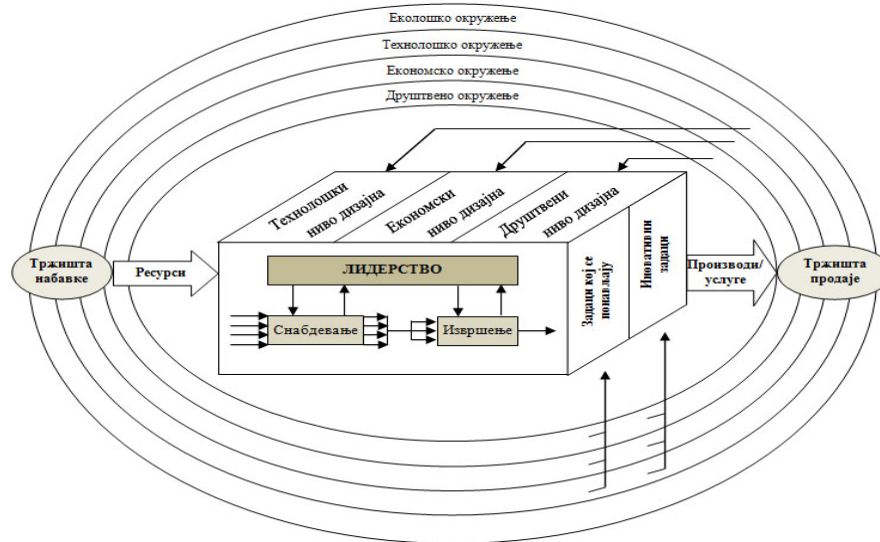 Еколошко окружење
Технолошко окружење
Економско окружење
Друштвено окружење
Технолошки
ниво дизајна
Економски
ниво дизајна
Друштвени
ниво дизајна
Тржишта
набавке
Ресурси
ЛИДЕРСТВО
Снабдевање
Извршење
Задаци који се
понављају
Иновативни
задаци
Производи/
услуге
Тржишта
продаје